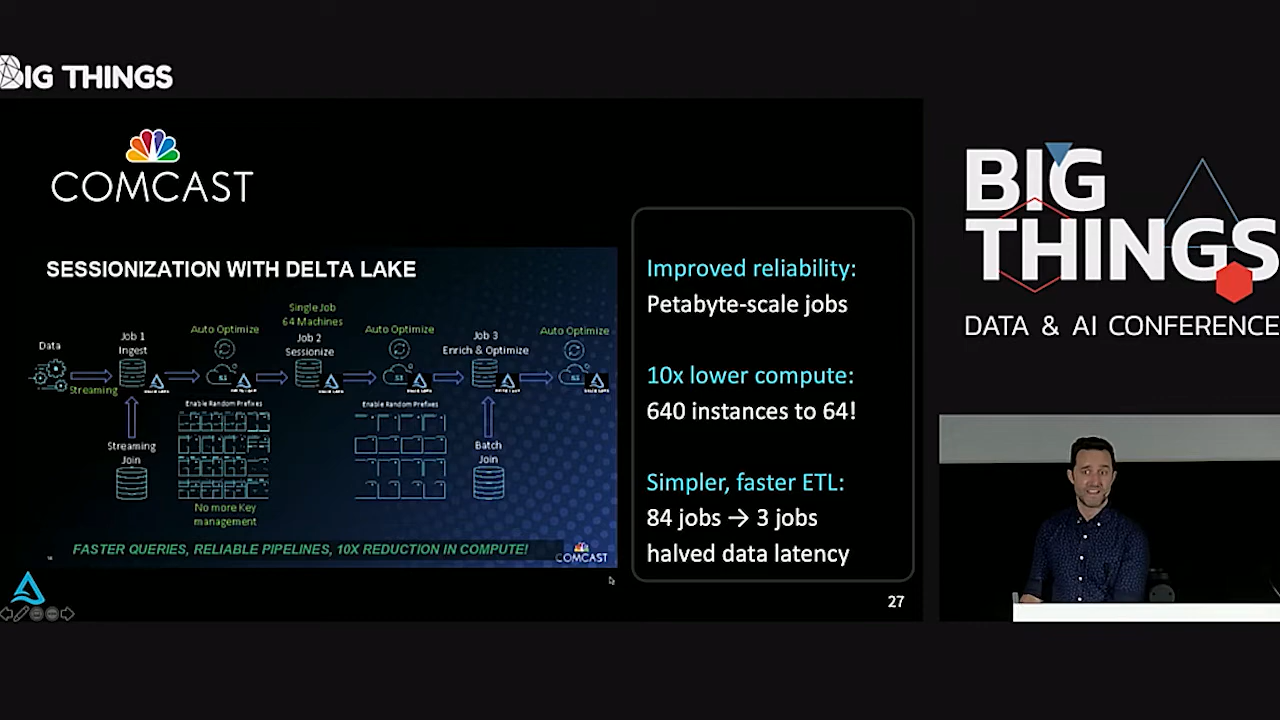 BIG THINGS
COMCAST
SESSIONIZATION WITH DELTA LAKE
Data
Streaming
Job 1
Ingest
Streaming
Join
Auto Optimize
S3
Enable Random Prefixes
No more Key
management
Single Job
64 Machines
Job 2
Sessionize
Auto Optimize
S3
Enable Random Prefixes
Job 3
Enrich & Optimize
Batch
Join
Auto Optimize
S3
FASTER QUERIES, RELIABLE PIPELINES, 10X REDUCTION IN COMPUTE!
COMCAST
Improved reliability:
Petabyte-scale jobs
10x lower compute:
640 instances to 64!
Simpler, faster ETL:
84 jobs → 3 jobs
halved data latency
27
BIG
THINGS
DATA & AI CONFERENCE